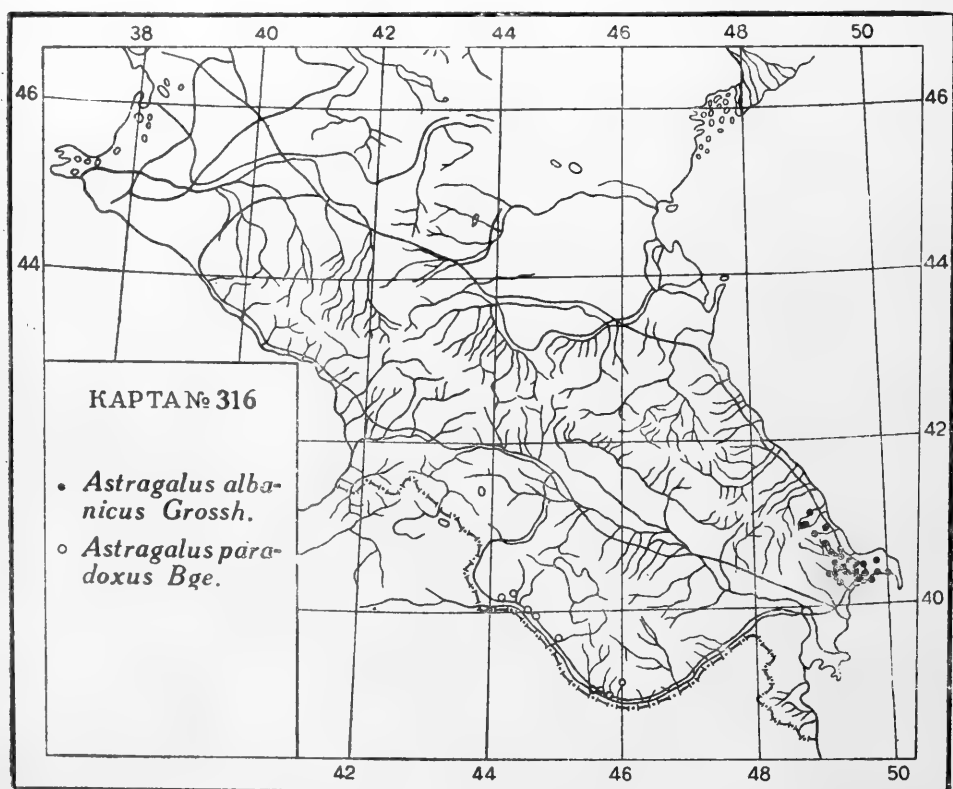 38 40 42 44 46 48 50
46 46
44 44
КАРТА № 316
42
• Astragalus alba-
nicus Grossh.
○ Astragalus para-
doxus Bge.
40
42 44 46 48 50